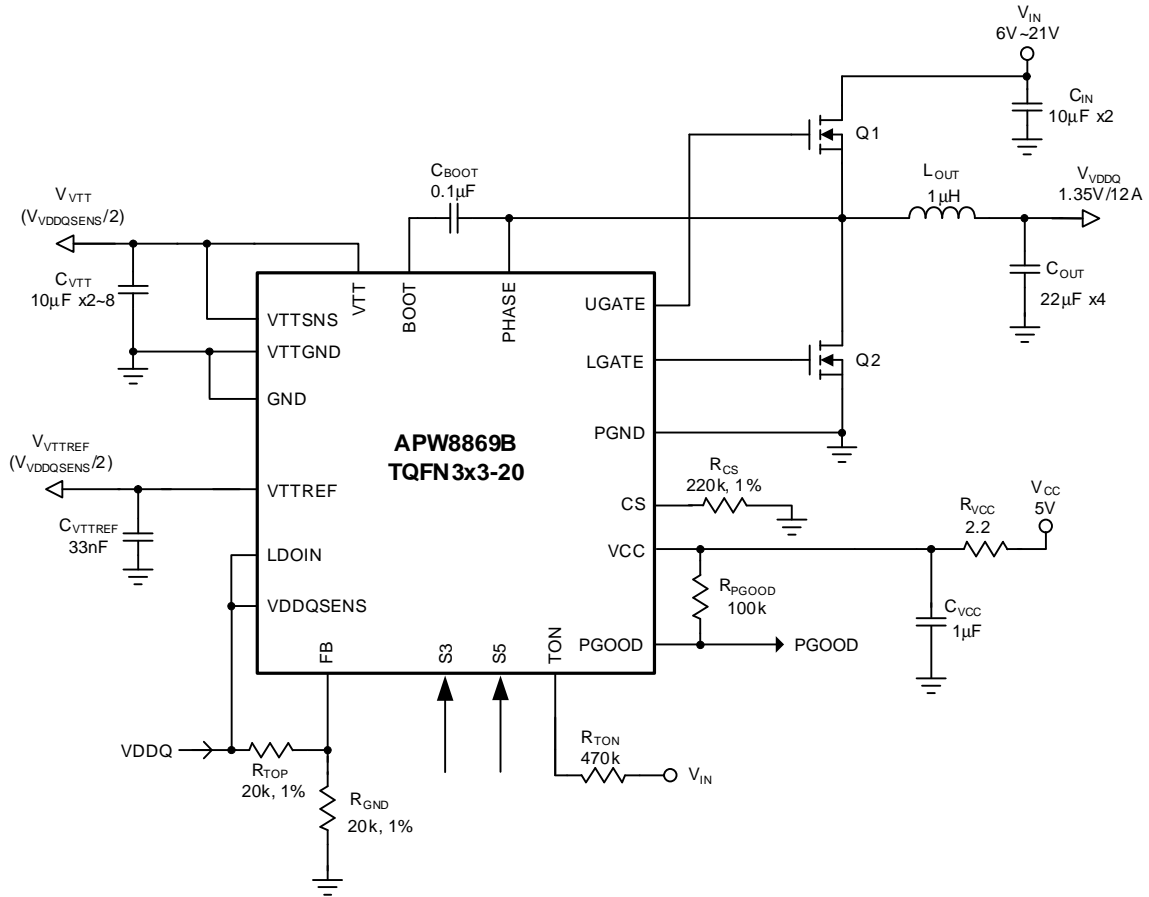 VIN
6V~21V
CIN
10μF x2
Q1
CBOOT
0.1μF
LOUT
1μH
VVDDQ
1.35V/12A
VVTT
(VVDDQSENS/2)
CVTT
10μF x2~8
COUT
22μF x4
VTT
BOOT
PHASE
UGATE
VTTSNS
VTTGND
LGATE
Q2
GND
PGND
APW8869B
TQFN3x3-20
VVTTREF
(VVDDQSENS/2)
VTTREF
CVTTREF
33nF
CS
RCS
220k, 1%
VCC
5V
RVCC
2.2
VCC
LDOIN
VDDQSENS
RPGOOD
100k
CVCC
1μF
FB
S3
S5
TON
PGOOD
PGOOD
VDDQ
RTOP
20k, 1%
RGND
20k, 1%
RTON
470k
VIN